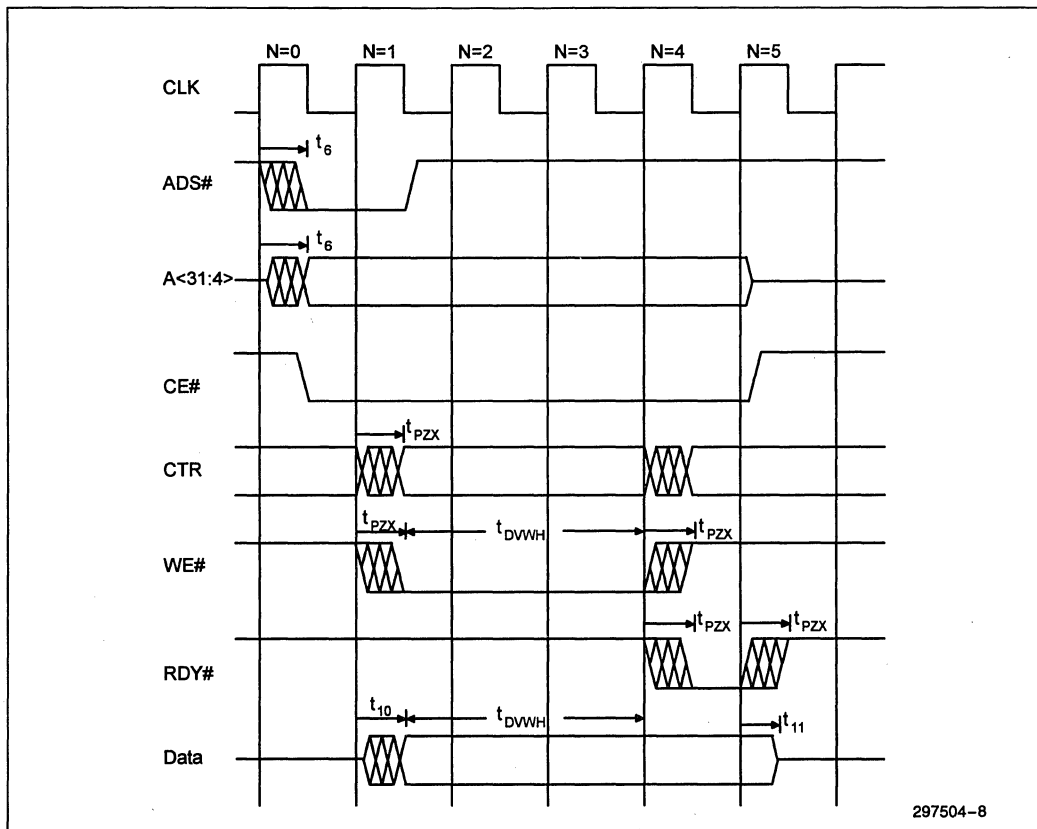 N=0 N=1 N=2 N=3 N=4 N=5
CLK
t6
ADS#
t6
A<31:4>
CE#
tPZX
CTR
tPZX tDVWH tPZX
WE#
tPZX tPZX
RDY#
t10 tDVWH t11
Data
297504-8